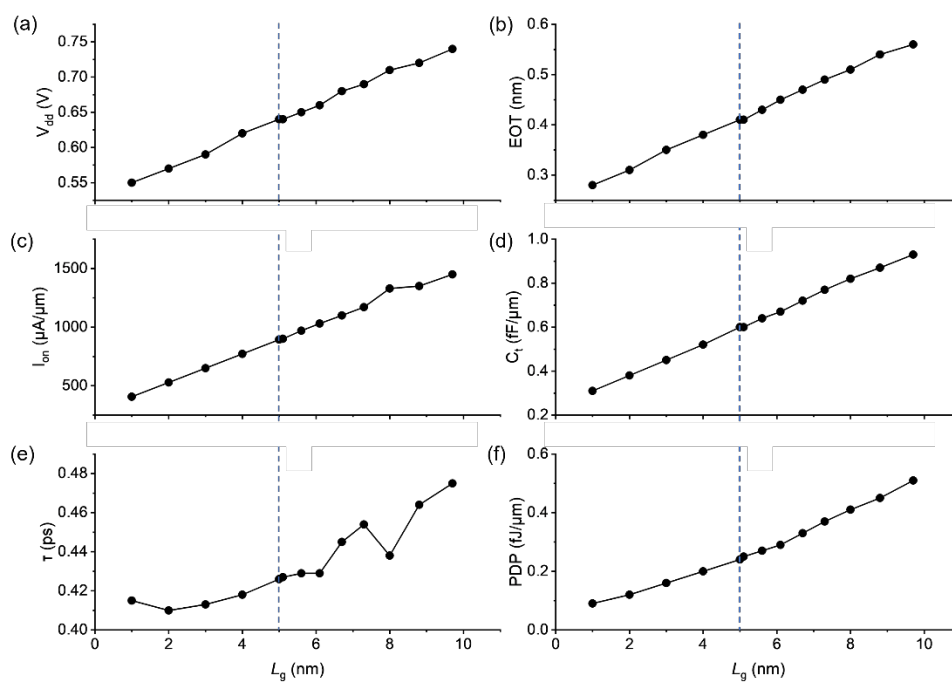 (a)
0.75
0.70
0.65
0.60
0.55
V_dd (V)
(b)
0.6
0.5
0.4
0.3
EOT (nm)
(c)
1500
1000
500
I_on (μA/μm)
(d)
1.0
0.8
0.6
0.4
0.2
C_t (fF/μm)
(e)
0.48
0.46
0.44
0.42
0.40
τ (ps)
0 2 4 6 8 10
L_g (nm)
(f)
0.6
0.4
0.2
0.0
PDP (fJ/μm)
0 2 4 6 8 10
L_g (nm)